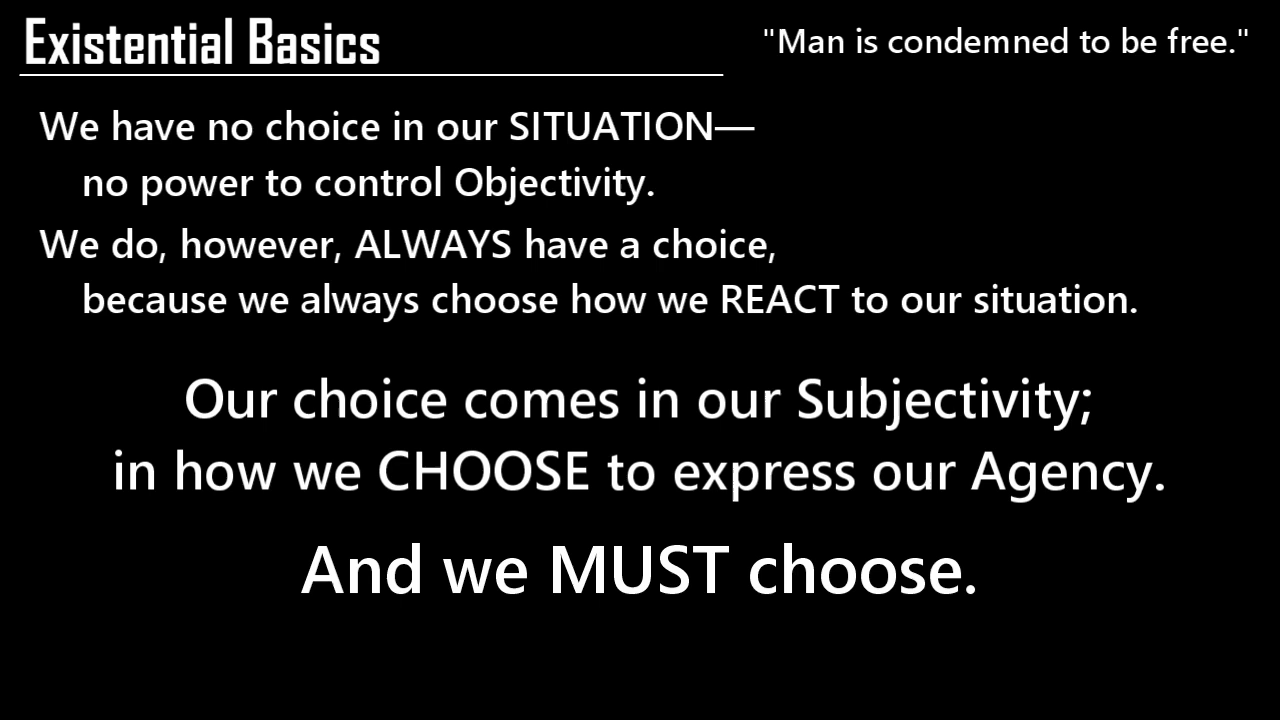 Existential Basics
"Man is condemned to be free."
We have no choice in our SITUATION—
no power to control Objectivity.
We do, however, ALWAYS have a choice,
because we always choose how we REACT to our situation.
Our choice comes in our Subjectivity;
in how we CHOOSE to express our Agency.
And we MUST choose.